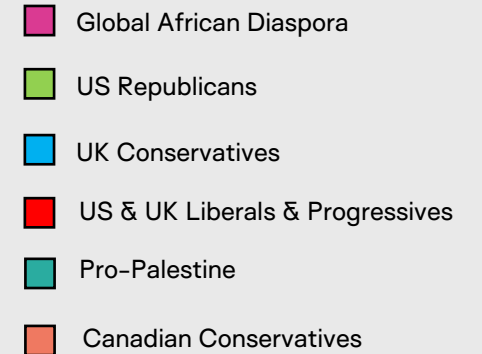 Global African Diaspora
US Republicans
UK Conservatives
US & UK Liberals & Progressives
Pro-Palestine
Canadian Conservatives